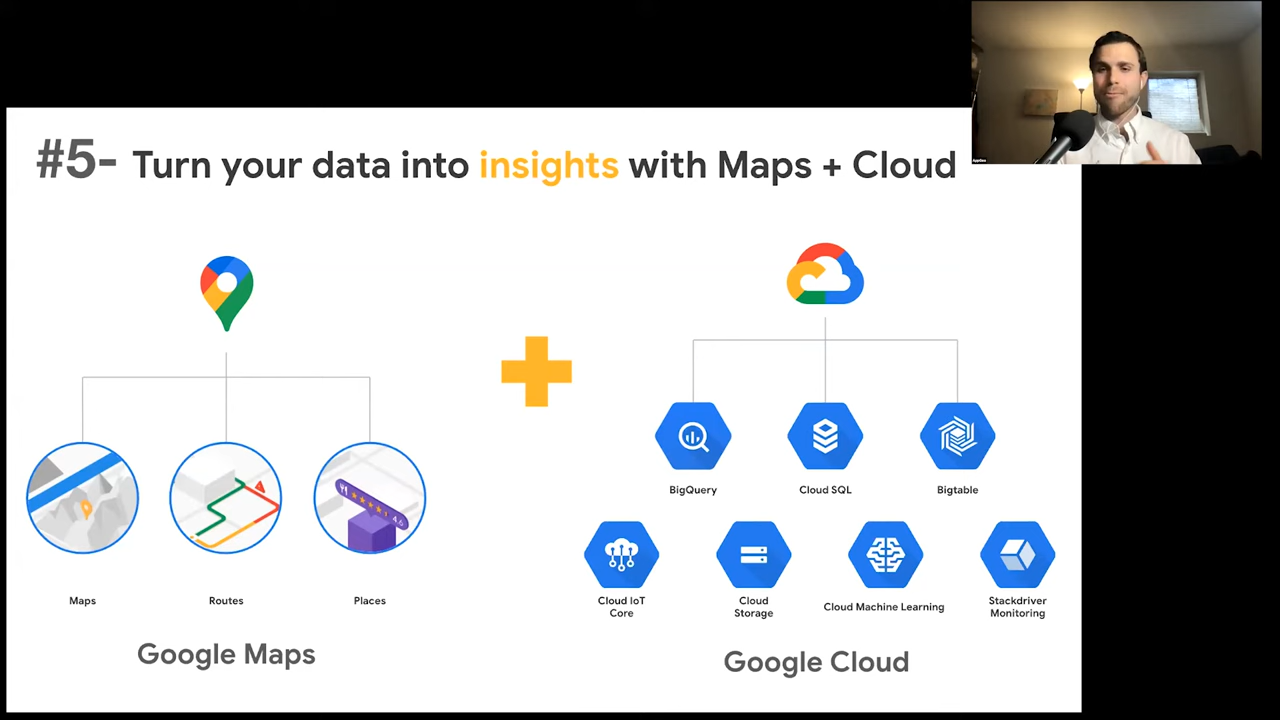 #5- Turn your data into insights with Maps + Cloud
Maps
Routes
Places
Google Maps
BigQuery
Cloud SQL
Bigtable
Cloud IoT
Core
Cloud
Storage
Cloud Machine Learning
Stackdriver
Monitoring
Google Cloud